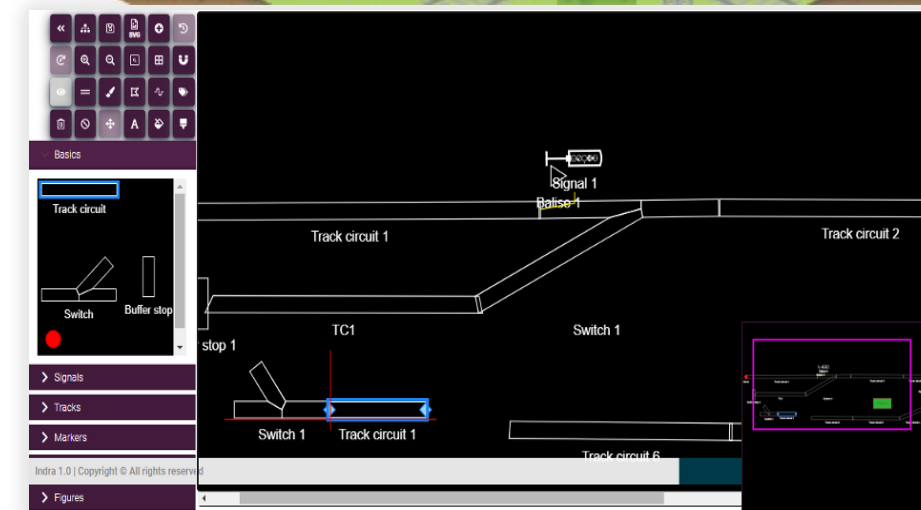 SVG
Basics
Track circuit
Switch
Buffer stop
Signals
Tracks
Markers
Indra 1.0 | Copyright © All rights reserved
Figures
Signal 1
Balise 1
Track circuit 1
Track circuit 2
TC1
Switch 1
stop 1
Switch 1
Track circuit 1
Track circuit 6